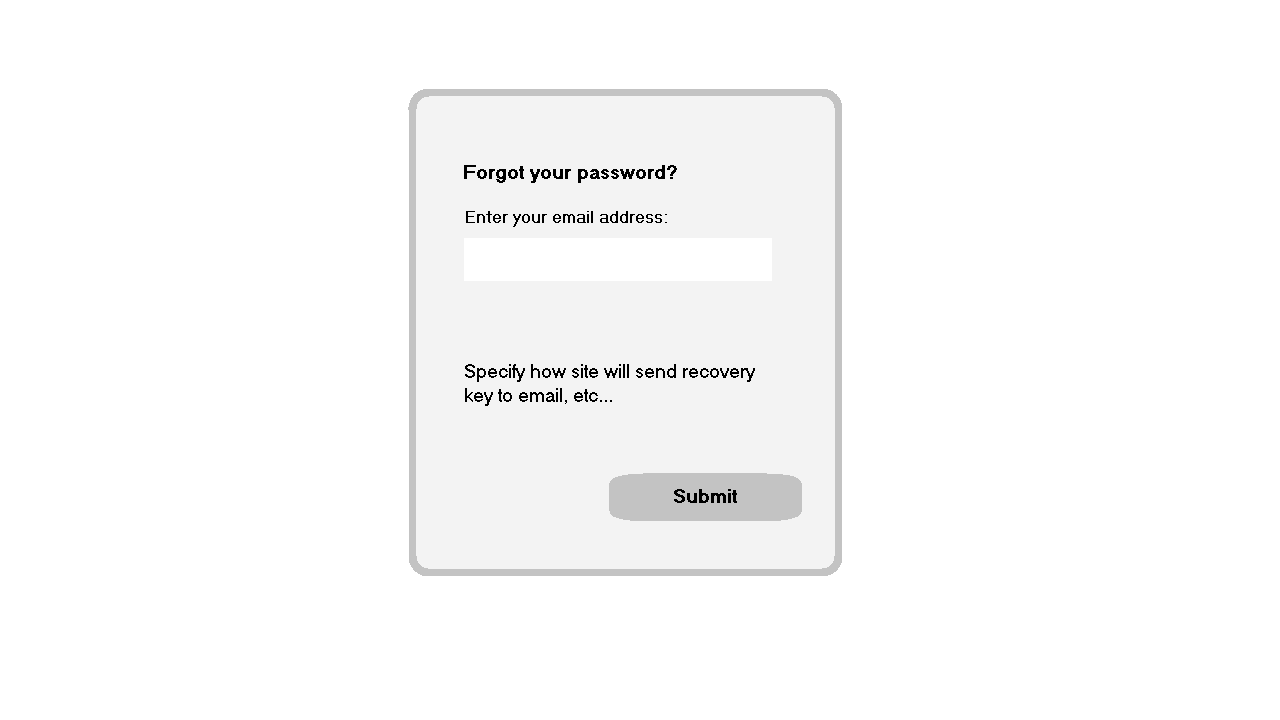 Forgot your password?
Enter your email address:
Specify how site will send recovery
key to email, etc...
Submit